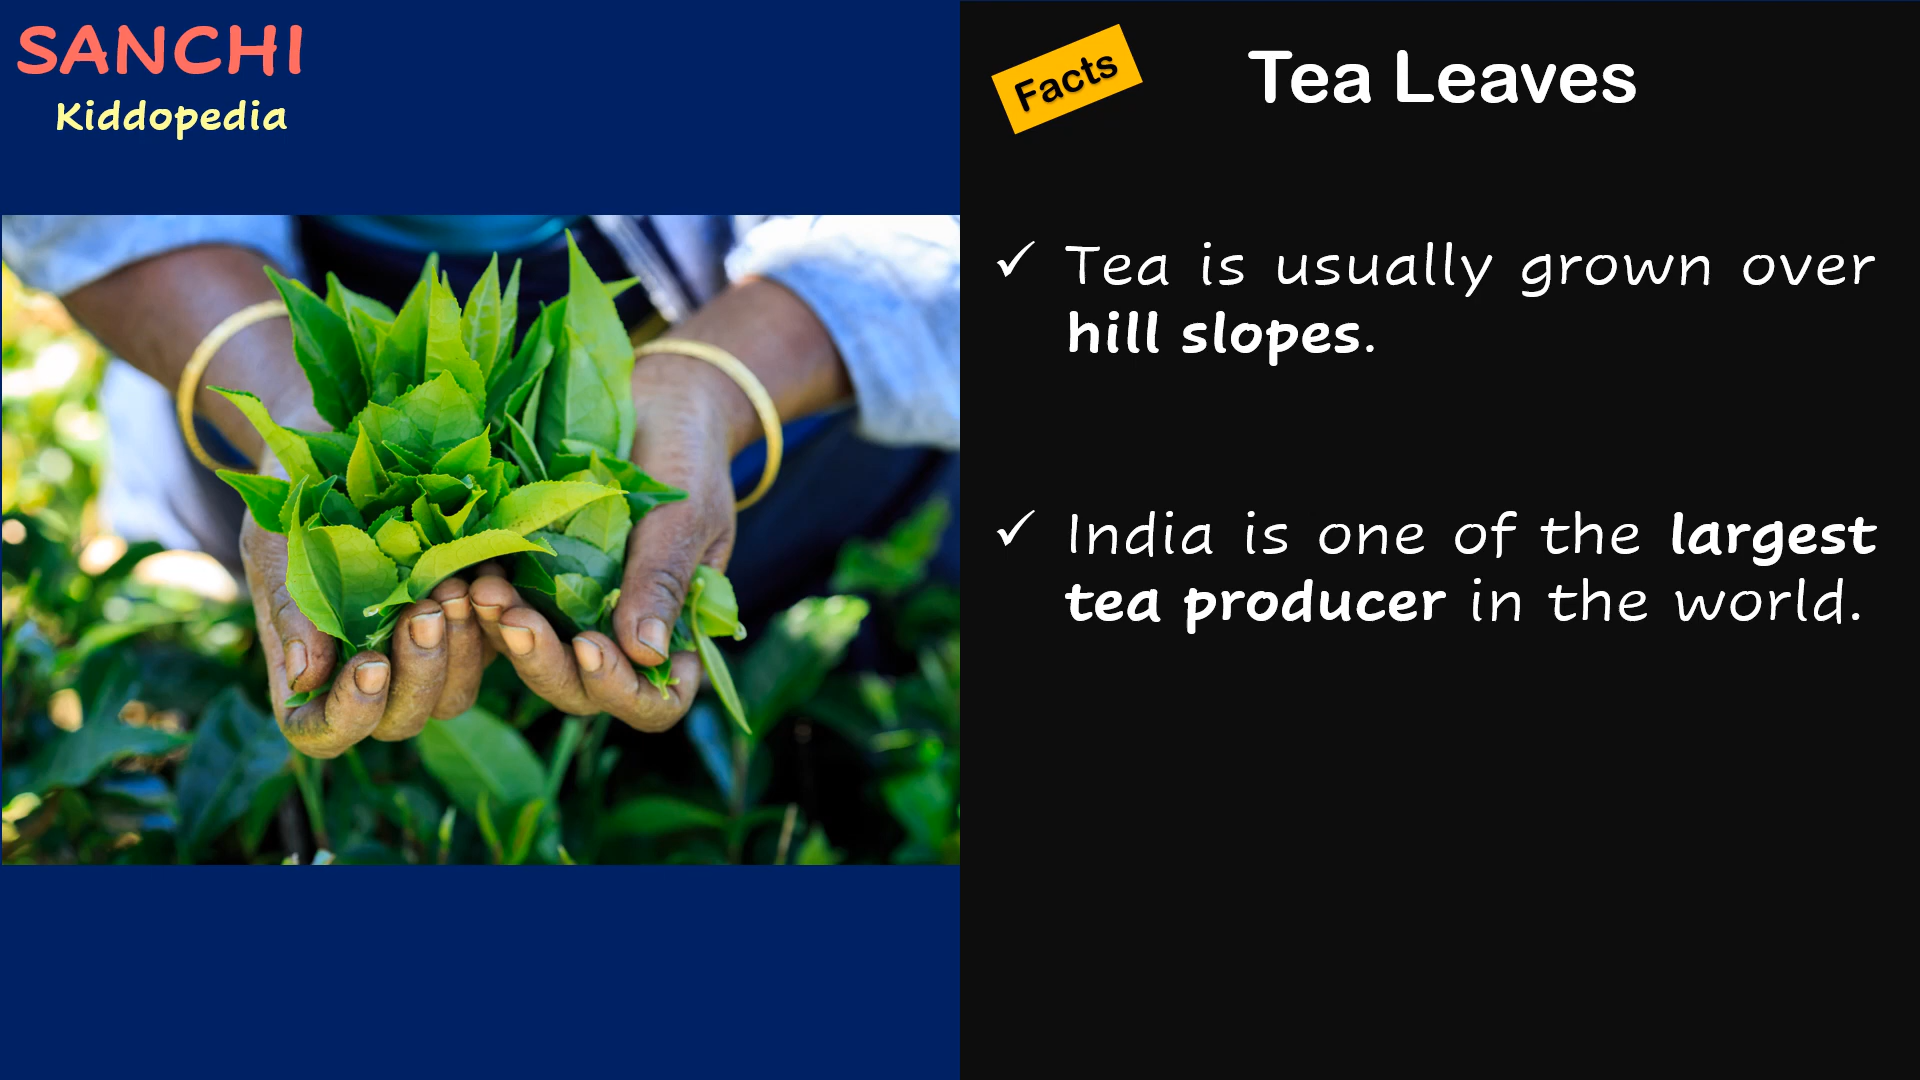 SANCHI
Kiddopedia
Facts
Tea Leaves
✓ Tea is usually grown over
hill slopes.
✓ India is one of the largest
tea producer in the world.